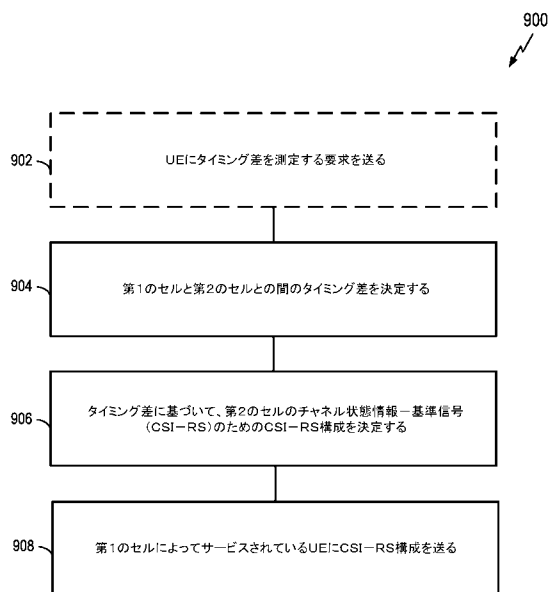 900
902
UEにタイミング差を測定する要求を送る
904
第1のセルと第2のセルとの間のタイミング差を決定する
906
タイミング差に基づいて、第2のセルのチャネル状態情報－基準信号
（CSI－RS）のためのCSI－RS構成を決定する
908
第1のセルによってサービスされているUEにCSI－RS構成を送る